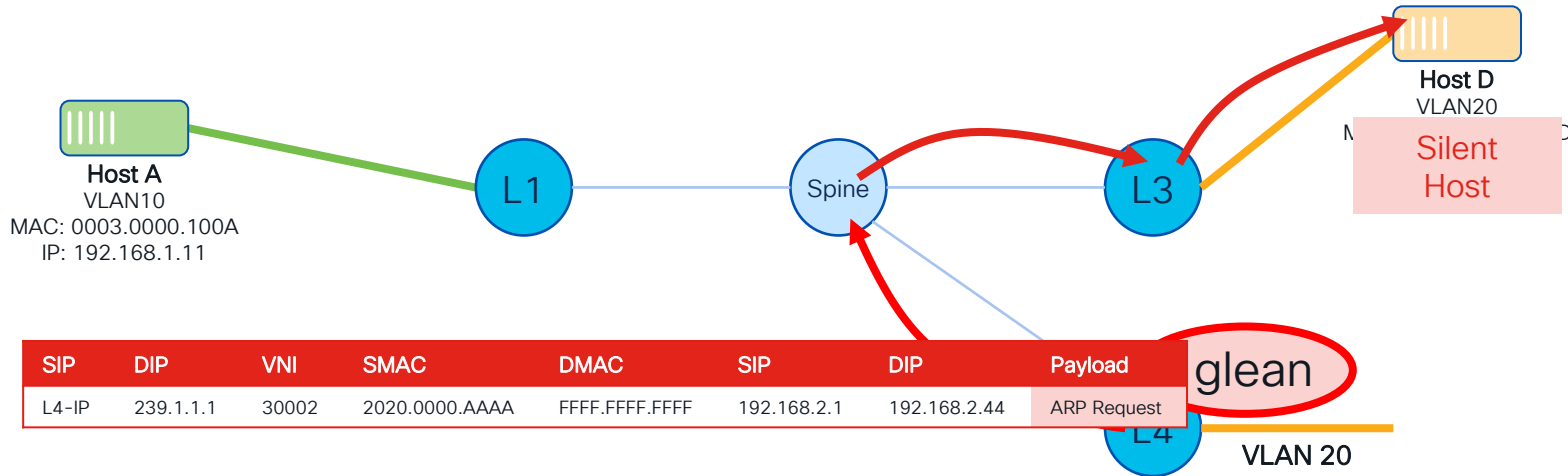 Host D
VLAN20
Silent
Host
L1
Spine
L3
Host A
VLAN10
MAC: 0003.0000.100A
IP: 192.168.1.11
SIP DIP VNI SMAC DMAC SIP DIP Payload
L4-IP 239.1.1.1 30002 2020.0000.AAAA FFFF.FFFF.FFFF 192.168.2.1 192.168.2.44 ARP Request
glean
L4
VLAN 20